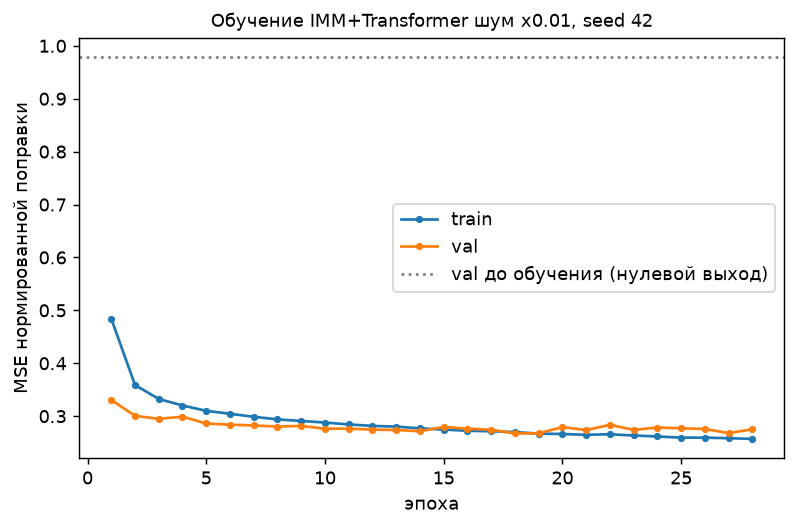 Обучение IMM+Transformer шум x0.01, seed 42
MSE нормированной поправки
1.0
0.9
0.8
0.7
0.6
0.5
0.4
0.3
train
val
val до обучения (нулевой выход)
0 5 10 15 20 25
эпоха